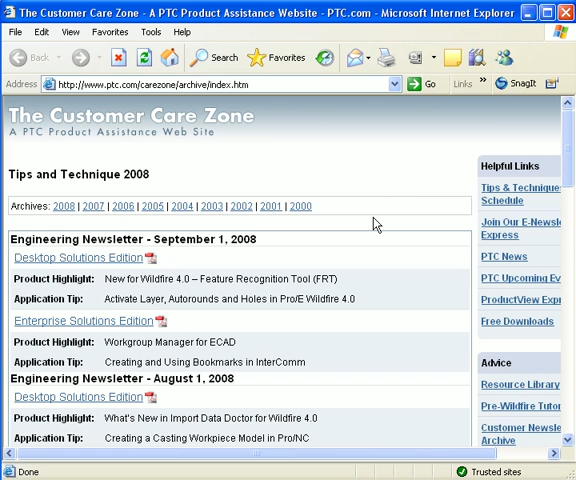 The Customer Care Zone - A PTC Product Assistance Website - PTC.com - Microsoft Internet Explorer
File Edit View Favorites Tools Help
Back Search Favorites
Address http://www.ptc.com/carezone/archive/index.htm Go Links » SnagIt
The Customer Care Zone
A PTC Product Assistance Web Site
Tips and Technique 2008
Archives: 2008 | 2007 | 2006 | 2005 | 2004 | 2003 | 2002 | 2001 | 2000
Engineering Newsletter - September 1, 2008
Desktop Solutions Edition
Product Highlight: New for Wildfire 4.0 – Feature Recognition Tool (FRT)
Application Tip: Activate Layer, Autorounds and Holes in Pro/E Wildfire 4.0
Enterprise Solutions Edition
Product Highlight: Workgroup Manager for ECAD
Application Tip: Creating and Using Bookmarks in InterComm
Engineering Newsletter - August 1, 2008
Desktop Solutions Edition
Product Highlight: What's New in Import Data Doctor for Wildfire 4.0
Application Tip: Creating a Casting Workpiece Model in Pro/NC
Helpful Links
Tips & Technique
Schedule
Join Our E-Newsle
Express
PTC News
PTC Upcoming Ev
ProductView Expr
Free Downloads
Advice
Resource Library
Pre-Wildfire Tutor
Customer Newsle
Archive
Done Trusted sites